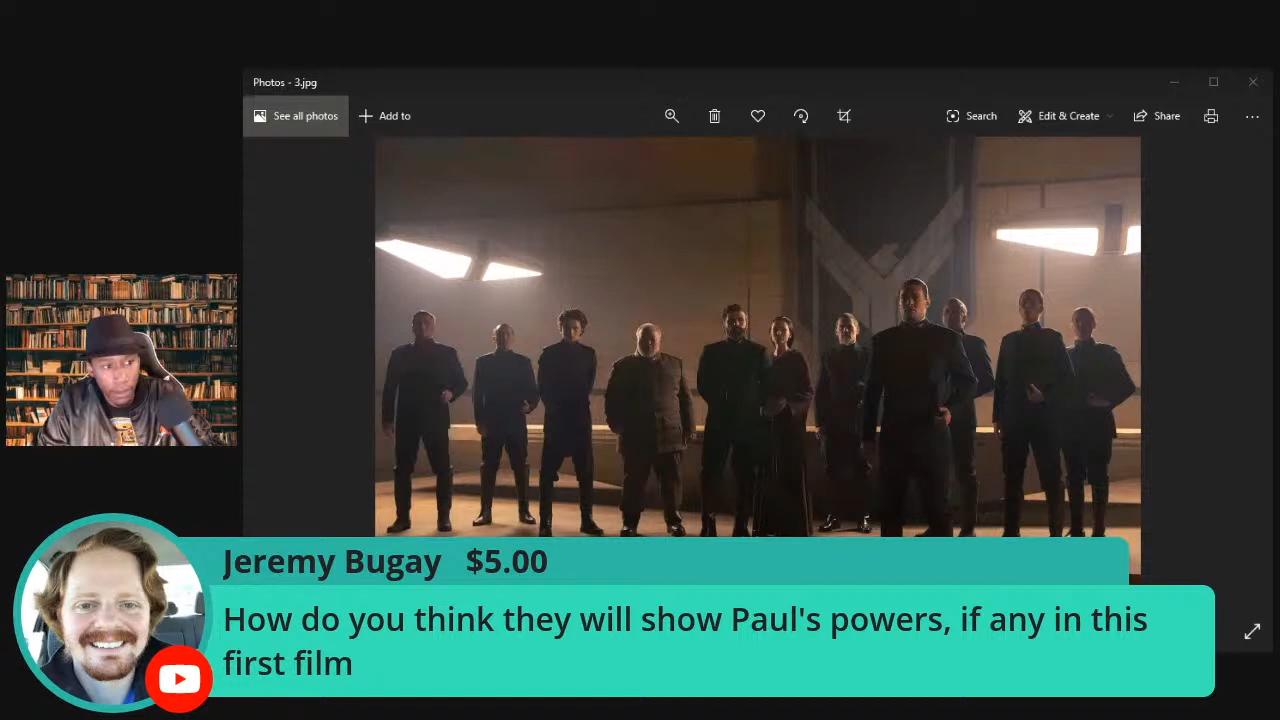 Photos - 3.jpg
See all photos
Add to
Search
Edit & Create
Share
Jeremy Bugay $5.00
How do you think they will show Paul's powers, if any in this
first film